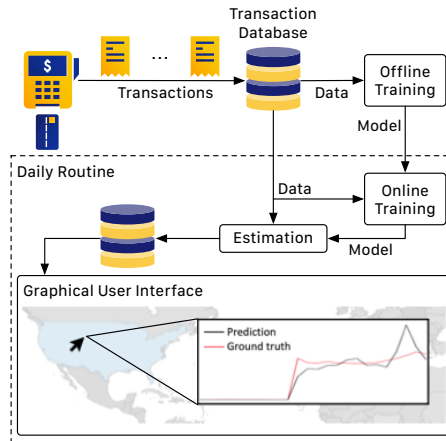 Transaction
Database
$
...
Transactions
Data
Offline
Training
Model
Daily Routine
Data
Online
Training
Estimation
Model
Graphical User Interface
Prediction
Ground truth